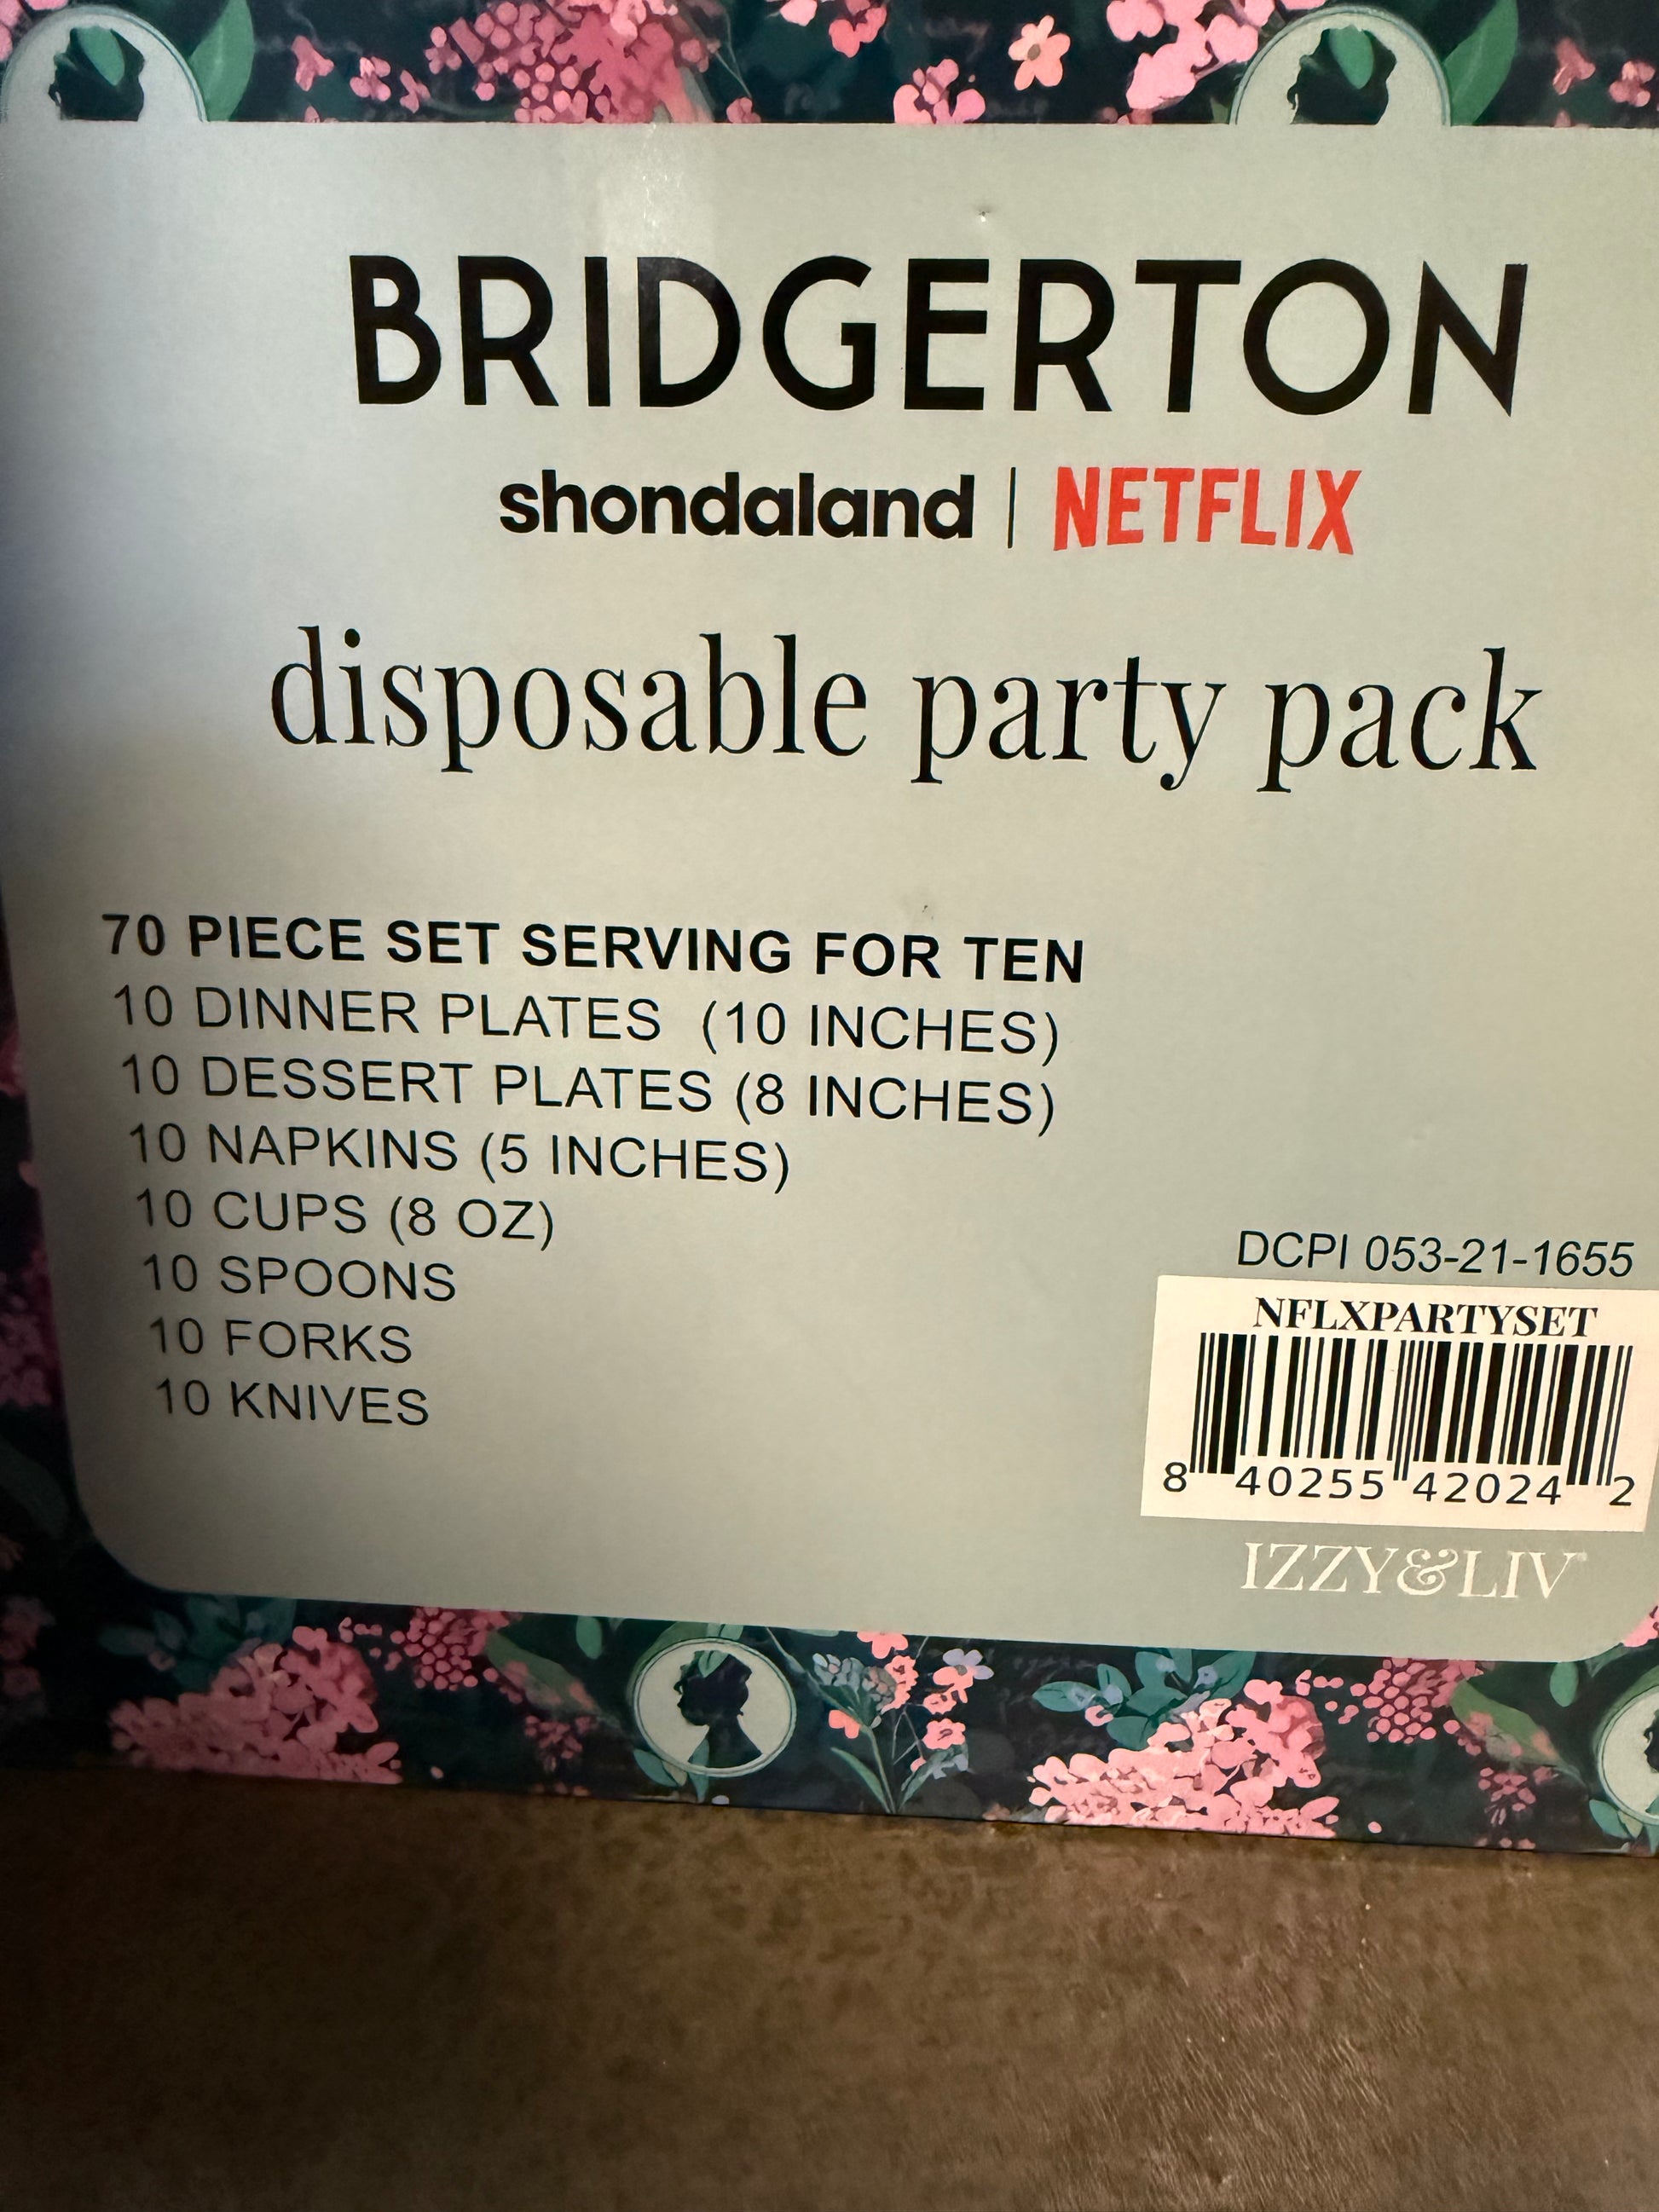 BRIDGERTON
shondaland | NETFLIX
disposable party pack
70 PIECE SET SERVING FOR TEN
10 DINNER PLATES (10 INCHES)
10 DESSERT PLATES (8 INCHES)
10 NAPKINS (5 INCHES)
10 CUPS (8 OZ)
10 SPOONS
10 FORKS
10 KNIVES
DCPI 053-21-1655
NFLXPARTYSET
8 40255 42024 2
IZZY&LIV